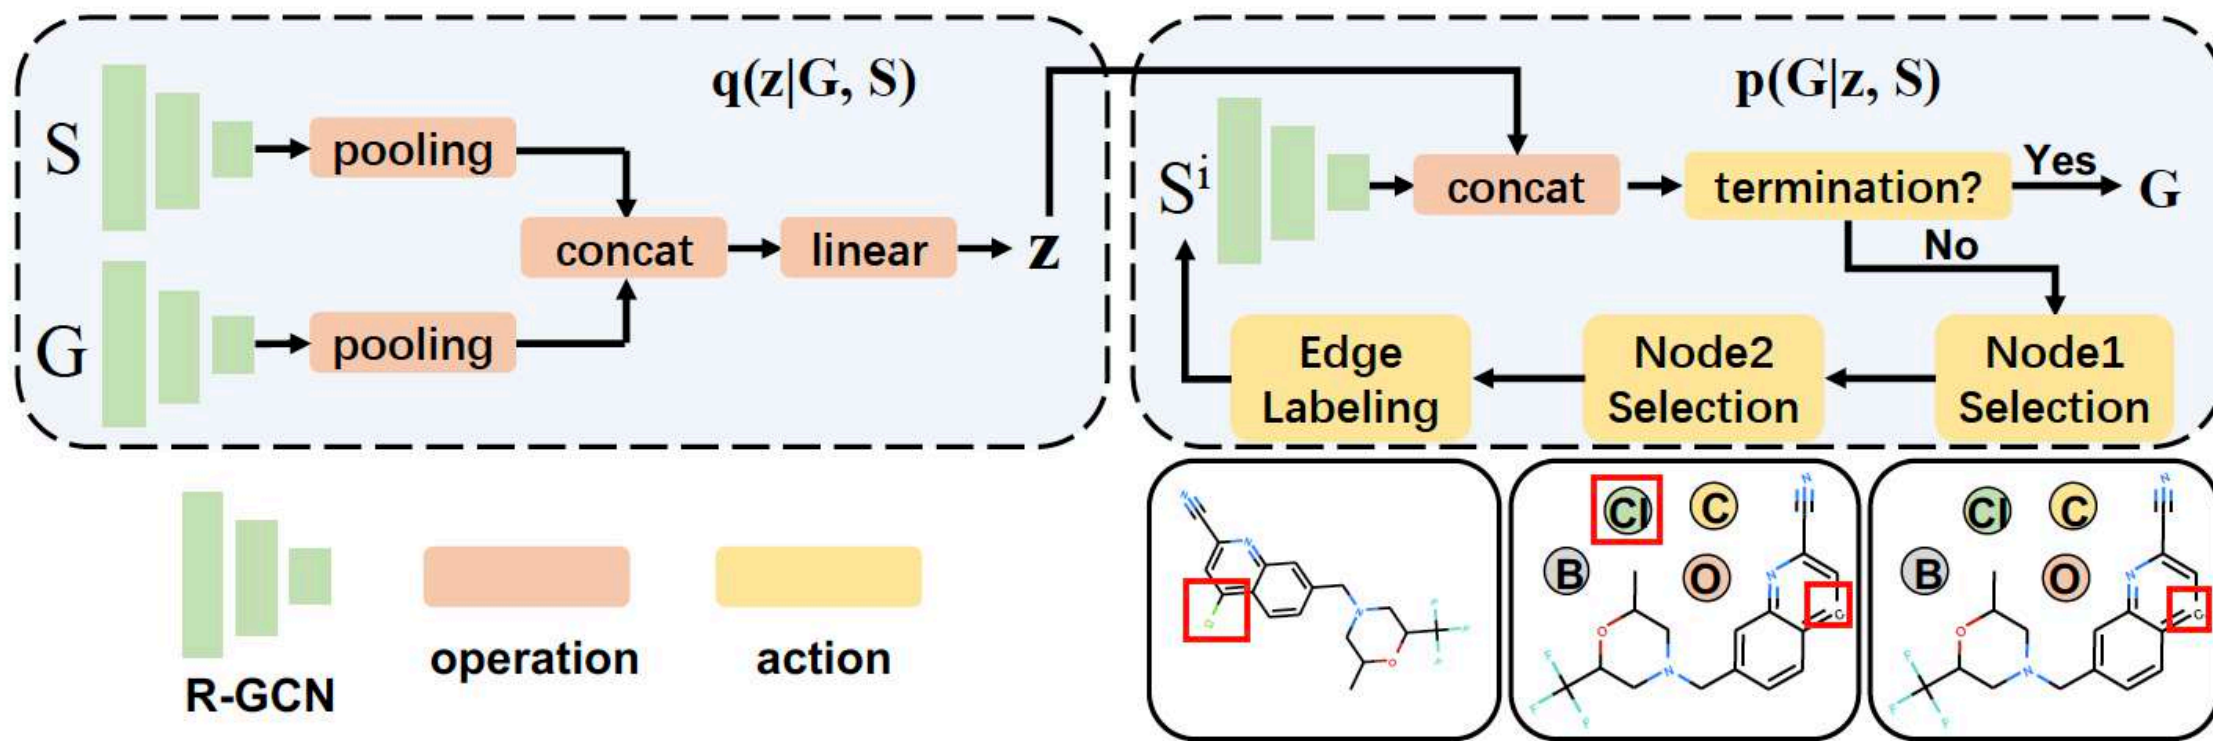 q(z|G, S)
S
pooling
concat
linear
z
G
pooling
p(G|z, S)
S^i
concat
termination?
Yes
G
No
Edge
Labeling
Node2
Selection
Node1
Selection
R-GCN
operation
action
N
N
N
O
F
F
F
Cl
C
B
O
N
N
C
O
N
F
F
F
Cl
C
B
O
N
N
C
O
N
F
F
F